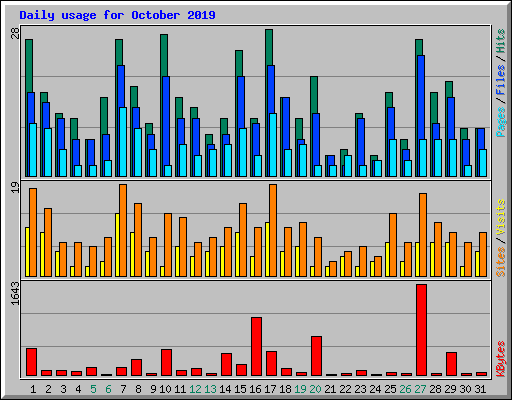 Daily usage for October 2019
28
Pages / Files / Hits
19
Sites / Visits
1643
KBytes
1 2 3 4 5 6 7 8 9 10 11 12 13 14 15 16 17 18 19 20 21 22 23 24 25 26 27 28 29 30 31